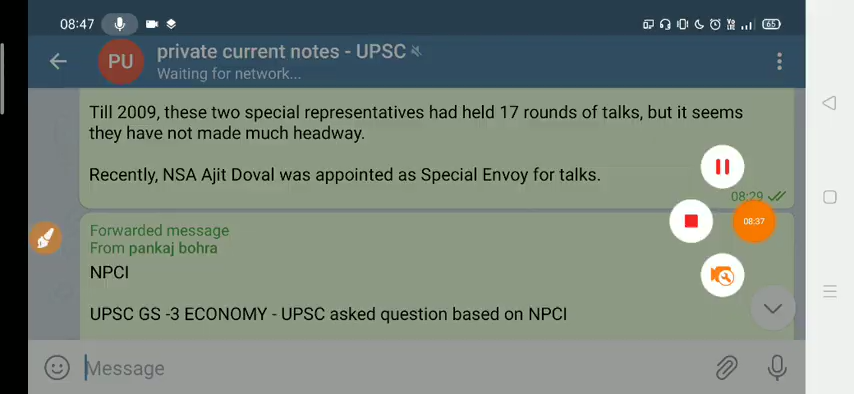 08:47
65
PU
private current notes - UPSC
Waiting for network...
Till 2009, these two special representatives had held 17 rounds of talks, but it seems
they have not made much headway.
Recently, NSA Ajit Doval was appointed as Special Envoy for talks.
08:29
08:37
Forwarded message
From pankaj bohra
NPCI
UPSC GS -3 ECONOMY - UPSC asked question based on NPCI
Message